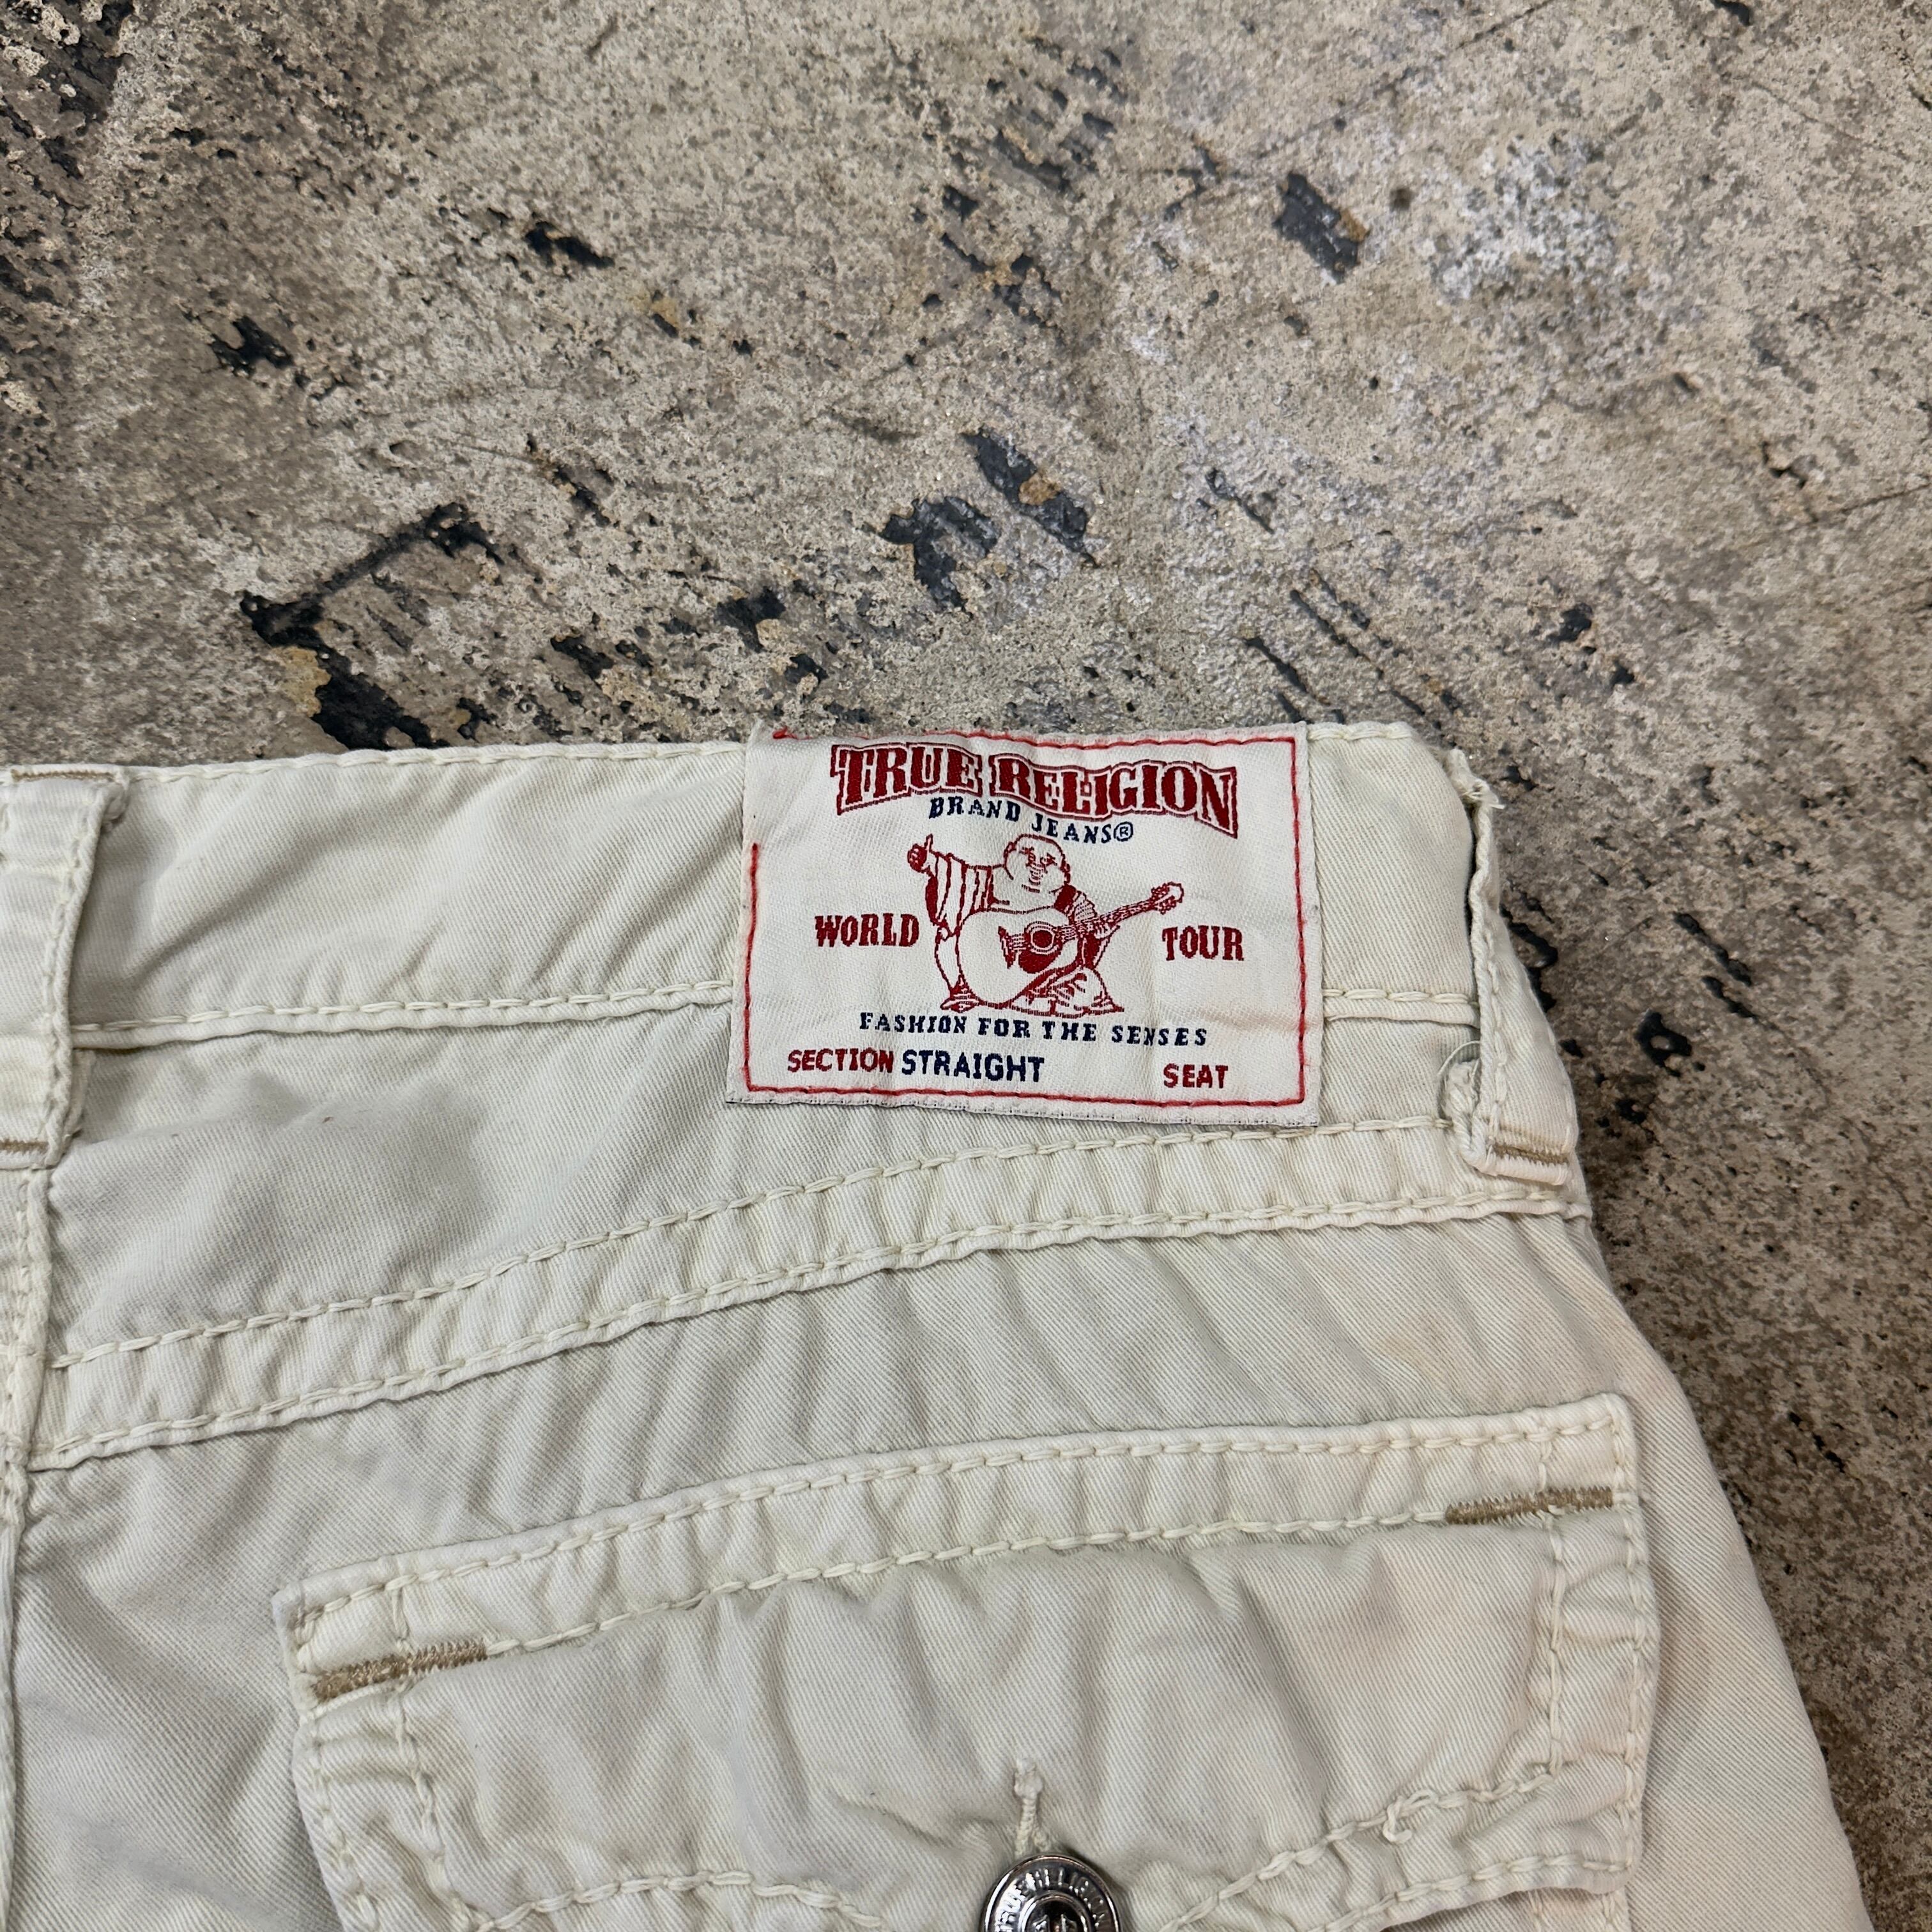 TRUE RELIGION
BRAND JEANS®
WORLD TOUR
FASHION FOR THE SENSES
SECTION STRAIGHT SEAT